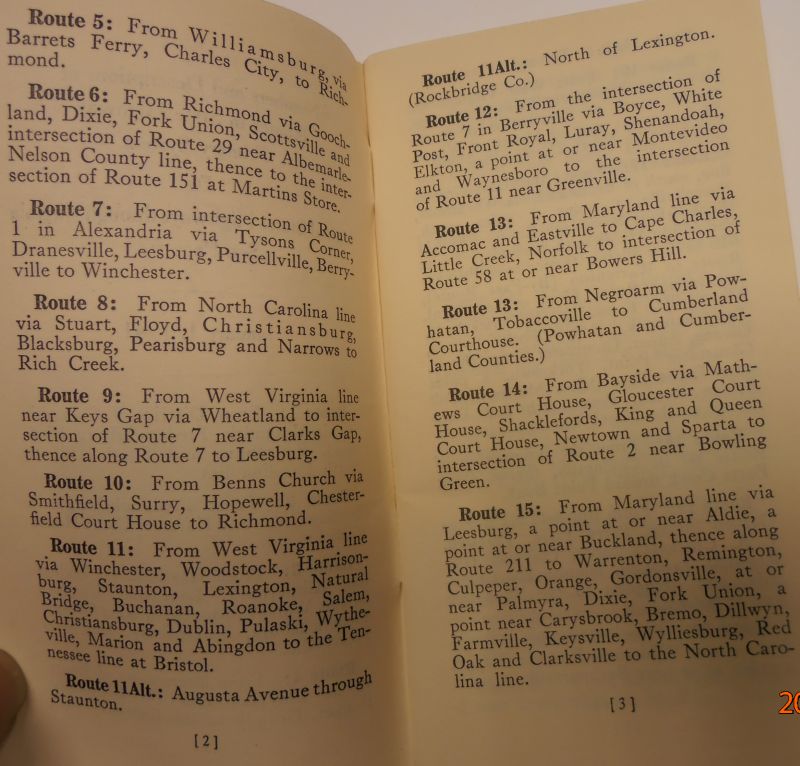 Route 5: From Williamsburg, via
Barrets Ferry, Charles City, to Rich-
mond.
Route 6: From Richmond via Gooch-
land, Dixie, Fork Union, Scottsville and
intersection of Route 29 near Albemarle-
Nelson County line, thence to the inter-
section of Route 151 at Martins Store.
Route 7: From intersection of Route
1 in Alexandria via Tysons Corner,
Dranesville, Leesburg, Purcellville, Berry-
ville to Winchester.
Route 8: From North Carolina line
via Stuart, Floyd, Christiansburg,
Blacksburg, Pearisburg and Narrows to
Rich Creek.
Route 9: From West Virginia line
near Keys Gap via Wheatland to inter-
section of Route 7 near Clarks Gap,
thence along Route 7 to Leesburg.
Route 10: From Benns Church via
Smithfield, Surry, Hopewell, Chester-
field Court House to Richmond.
Route 11: From West Virginia line
via Winchester, Woodstock, Harrison-
burg, Staunton, Lexington, Natural
Bridge, Buchanan, Roanoke, Salem,
Christiansburg, Dublin, Pulaski, Wythe-
ville, Marion and Abingdon to the Ten-
nessee line at Bristol.
Route 11Alt.: Augusta Avenue through
Staunton.
[2]
Route 11Alt.: North of Lexington.
(Rockbridge Co.)
Route 12: From the intersection of
Route 7 in Berryville via Boyce, White
Post, Front Royal, Luray, Shenandoah,
Elkton, a point at or near Montevideo
and Waynesboro to the intersection
of Route 11 near Greenville.
Route 13: From Maryland line via
Accomac and Eastville to Cape Charles,
Little Creek, Norfolk to intersection of
Route 58 at or near Bowers Hill.
Route 13: From Negroarm via Pow-
hatan, Tobaccoville to Cumberland
Courthouse. (Powhatan and Cumber-
land Counties.)
Route 14: From Bayside via Math-
ews Court House, Gloucester Court
House, Shacklefords, King and Queen
Court House, Newtown and Sparta to
intersection of Route 2 near Bowling
Green.
Route 15: From Maryland line via
Leesburg, a point at or near Aldie, a
point at or near Buckland, thence along
Route 211 to Warrenton, Remington,
Culpeper, Orange, Gordonsville, at or
near Palmyra, Dixie, Fork Union, a
point near Carysbrook, Bremo, Dillwyn,
Farmville, Keysville, Wylliesburg, Red
Oak and Clarksville to the North Caro-
lina line.
[3]
20